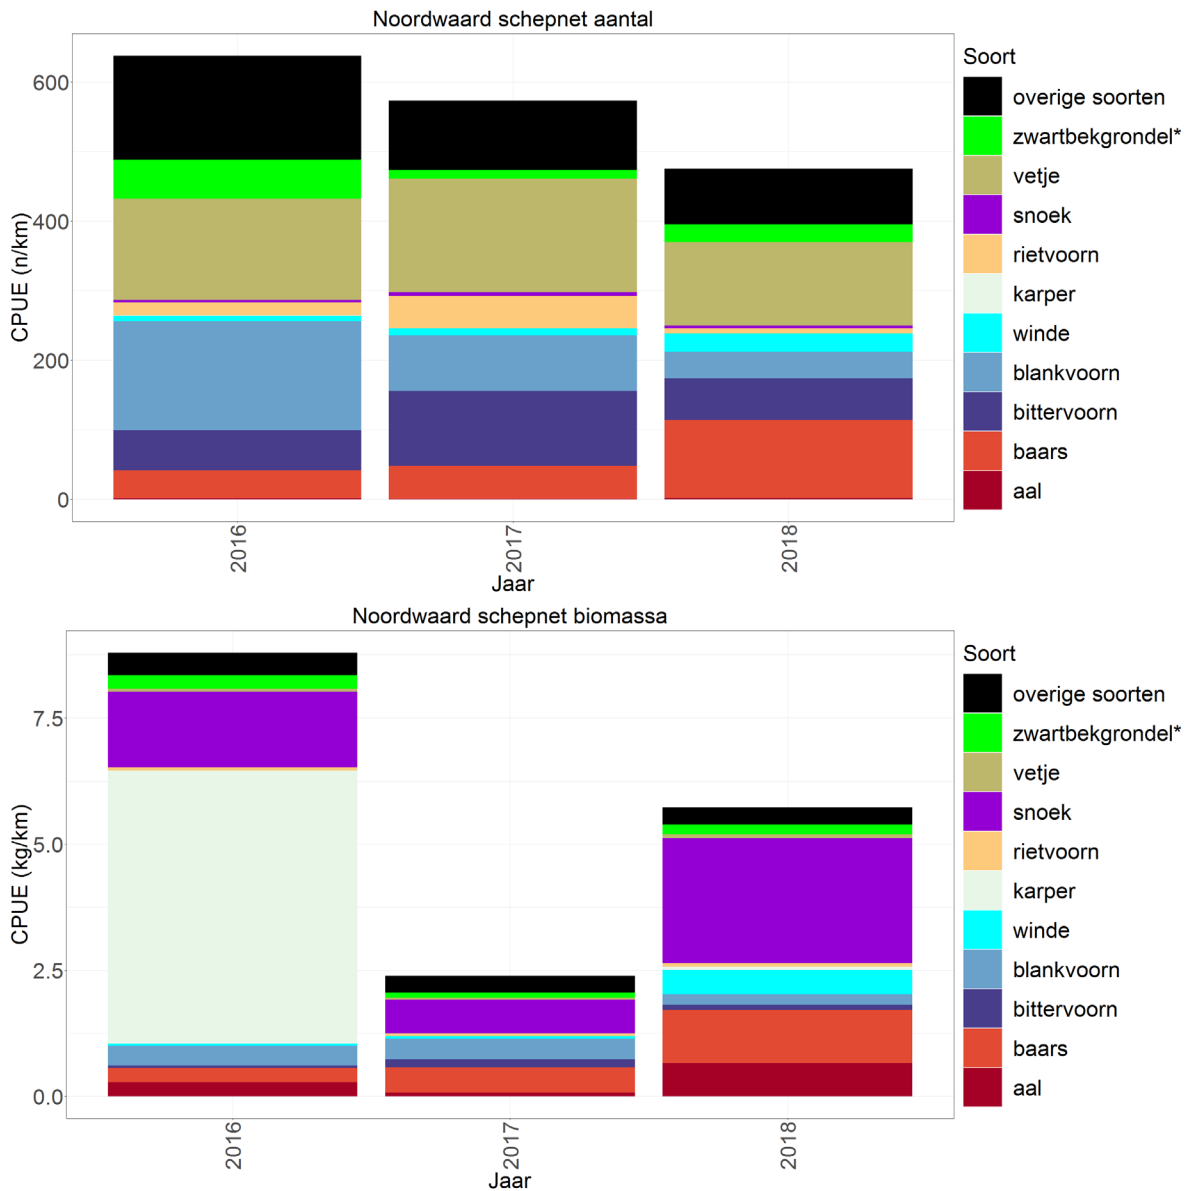 Noordwaard schepnet aantal
CPUE (n/km)
600
400
200
0
2016
2017
2018
Jaar
Soort
overige soorten
zwartbekgrondel*
vetje
snoek
rietvoorn
karper
winde
blankvoorn
bittervoorn
baars
aal
Noordwaard schepnet biomassa
CPUE (kg/km)
7.5
5.0
2.5
0.0
2016
2017
2018
Jaar
Soort
overige soorten
zwartbekgrondel*
vetje
snoek
rietvoorn
karper
winde
blankvoorn
bittervoorn
baars
aal